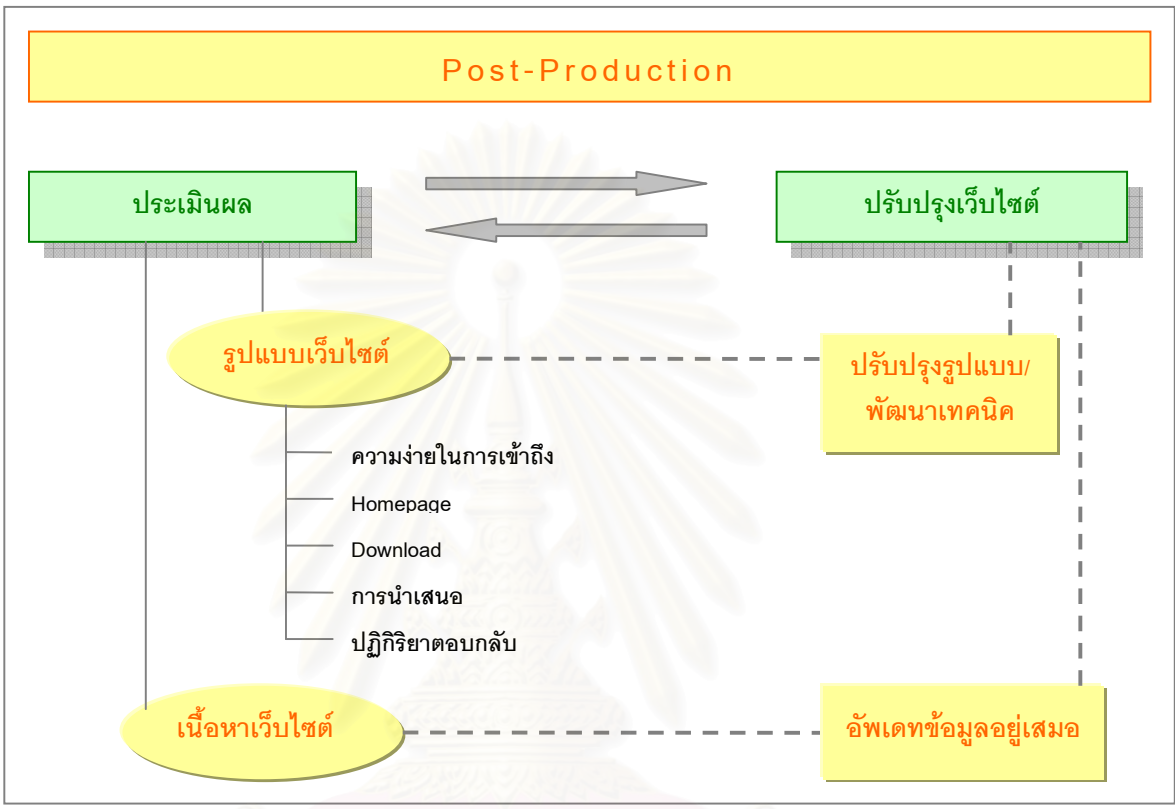 Post-Production
ประเมินผล
ปรับปรุงเว็บไซต์
รูปแบบเว็บไซต์
ปรับปรุงรูปแบบ/
พัฒนาเทคนิค
ความง่ายในการเข้าถึง
Homepage
Download
การนำเสนอ
ปฏิกิริยาตอบกลับ
เนื้อหาเว็บไซต์
อัพเดทข้อมูลอยู่เสมอ